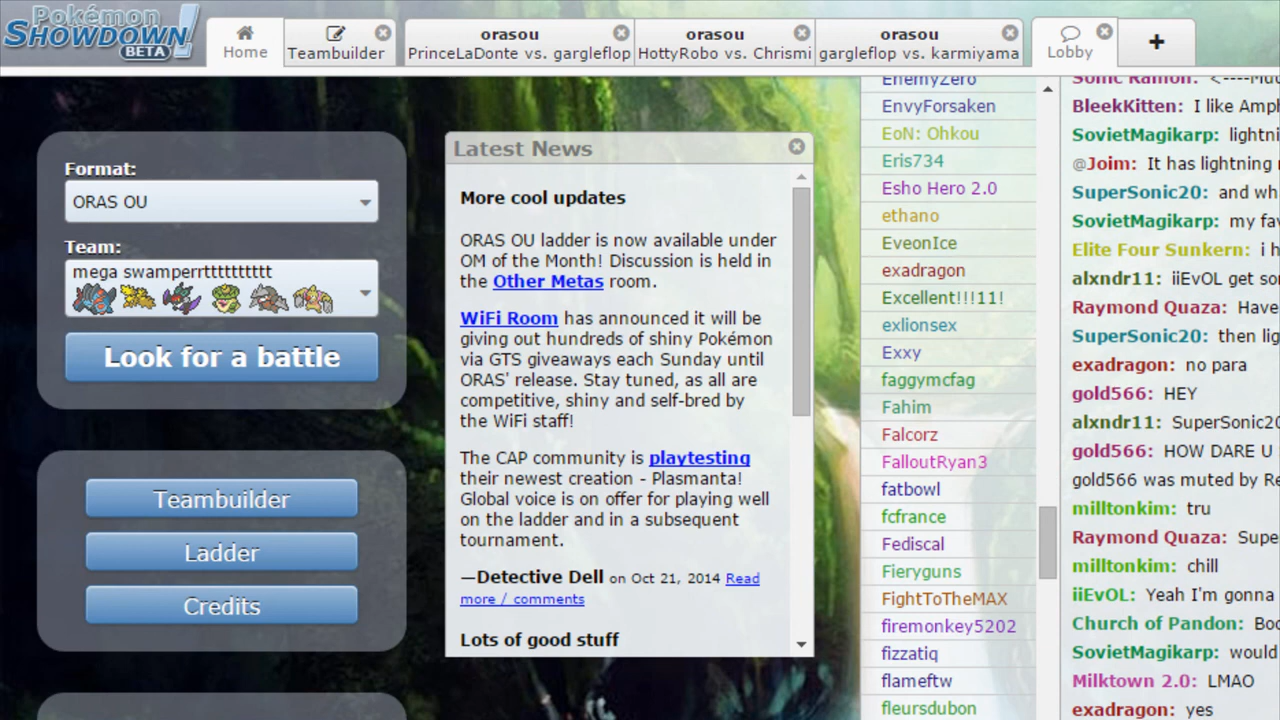 Pokémon
SHOWDOWN!
BETA
Home
Teambuilder
orasou
PrinceLaDonte vs. gargleflop
orasou
HottyRobo vs. Chrismi
orasou
gargleflop vs. karmiyama
Lobby
+
Format:
ORAS OU
Team:
mega swamperrtttttttttt
Look for a battle
Teambuilder
Ladder
Credits
Latest News
More cool updates
ORAS OU ladder is now available under
OM of the Month! Discussion is held in
the Other Metas room.
WiFi Room has announced it will be
giving out hundreds of shiny Pokémon
via GTS giveaways each Sunday until
ORAS' release. Stay tuned, as all are
competitive, shiny and self-bred by
the WiFi staff!
The CAP community is playtesting
their newest creation - Plasmanta!
Global voice is on offer for playing well
on the ladder and in a subsequent
tournament.
—Detective Dell on Oct 21, 2014 Read
more / comments
Lots of good stuff
EnemyZero
EnvyForsaken
EoN: Ohkou
Eris734
Esho Hero 2.0
ethano
EveonIce
exadragon
Excellent!!!11!
exlionsex
Exxy
faggymcfag
Fahim
Falcorz
FalloutRyan3
fatbowl
fcfrance
Fediscal
Fieryguns
FightToTheMAX
firemonkey5202
fizzatiq
flameftw
fleursdubon
Sonic Ramon: <----Mu
BleekKitten: I like Amph
SovietMagikarp: lightni
@Joim: It has lightning
SuperSonic20: and wh
SovietMagikarp: my fav
Elite Four Sunkern: i h
alxndr11: iiEvOL get so
Raymond Quaza: Have
SuperSonic20: then lig
exadragon: no para
gold566: HEY
alxndr11: SuperSonic20
gold566: HOW DARE U
gold566 was muted by Re
milltonkim: tru
Raymond Quaza: Supe
milltonkim: chill
iiEvOL: Yeah I'm gonna
Church of Pandon: Boo
SovietMagikarp: would
Milktown 2.0: LMAO
exadragon: yes